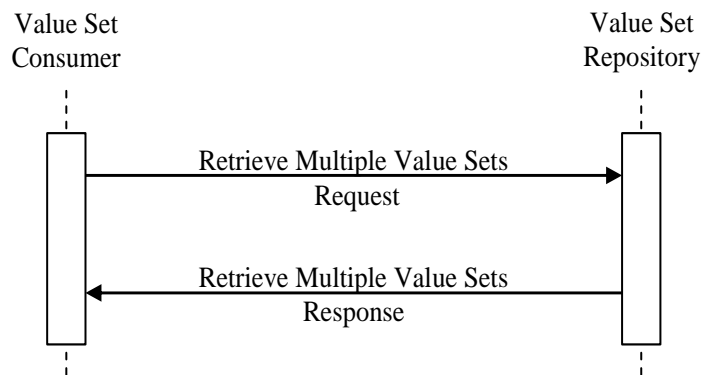 Value Set
Consumer
Value Set
Repository
Retrieve Multiple Value Sets
Request
Retrieve Multiple Value Sets
Response